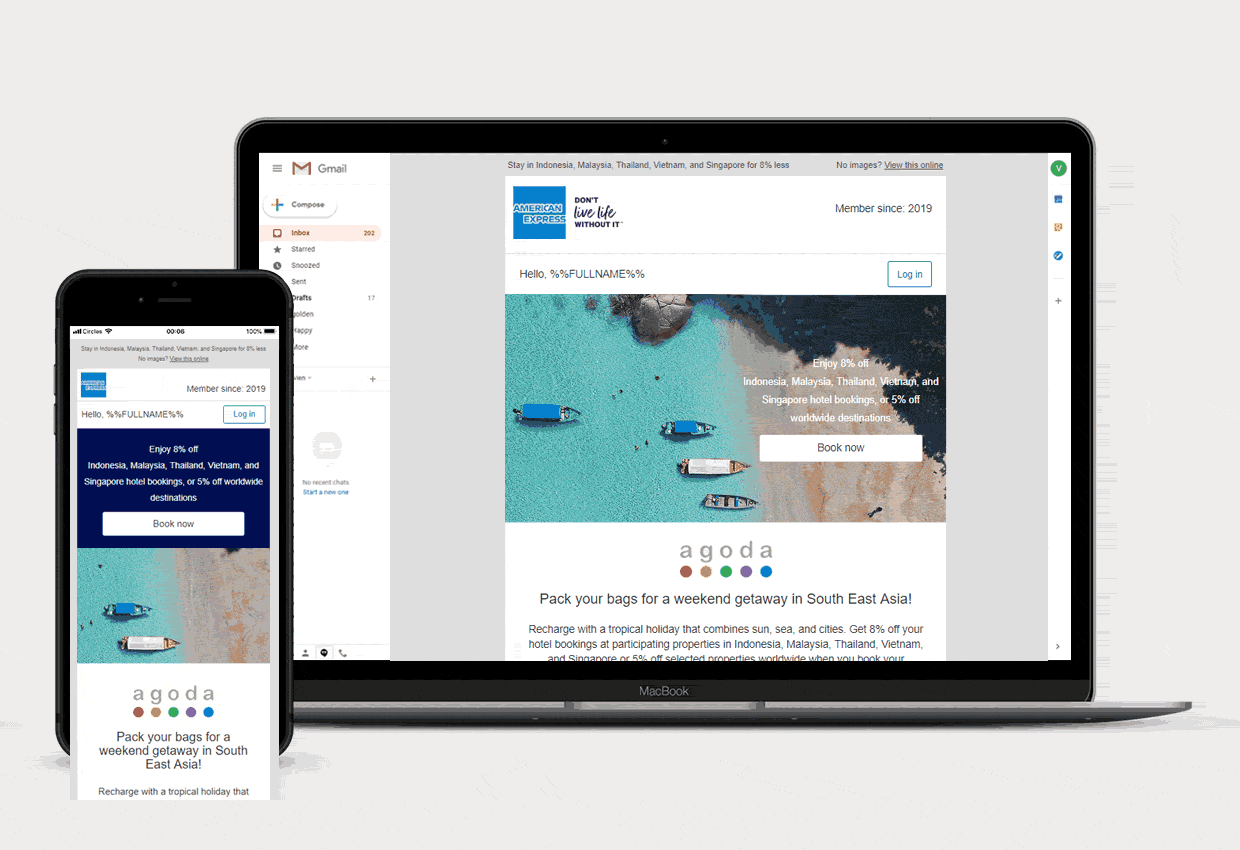 Gmail
Compose
Inbox 202
Starred
Snoozed
Sent
Drafts 17
golden
Happy
More
No recent chats
Start a new one
Stay in Indonesia, Malaysia, Thailand, Vietnam, and Singapore for 8% less No images? View this online
AMERICAN
EXPRESS
DON'T
live life
WITHOUT IT
Member since: 2019
Hello, %%FULLNAME%% Log in
Enjoy 8% off
Indonesia, Malaysia, Thailand, Vietnam, and
Singapore hotel bookings, or 5% off
worldwide destinations
Book now
agoda
Pack your bags for a weekend getaway in South East Asia!
Recharge with a tropical holiday that combines sun, sea, and cities. Get 8% off your
hotel bookings at participating properties in Indonesia, Malaysia, Thailand, Vietnam,
and Singapore or 5% off selected properties worldwide when you book your
V
MacBook
Circles 00:06 100%
Stay in Indonesia, Malaysia, Thailand, Vietnam, and Singapore for 8% less
No images? View this online
AMERICAN
EXPRESS
Member since: 2019
Hello, %%FULLNAME%% Log in
Enjoy 8% off
Indonesia, Malaysia, Thailand, Vietnam, and
Singapore hotel bookings, or 5% off worldwide
destinations
Book now
agoda
Pack your bags for a
weekend getaway in South
East Asia!
Recharge with a tropical holiday that